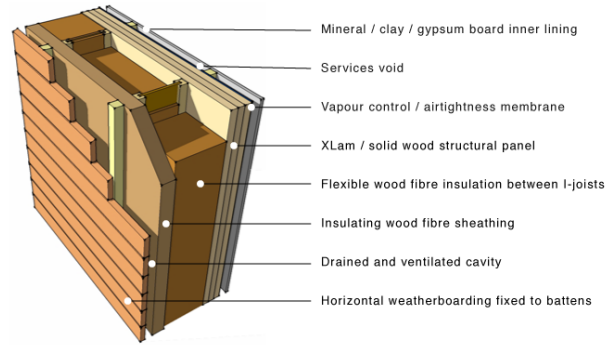 Mineral / clay / gypsum board inner lining
Services void
Vapour control / airtightness membrane
XLam / solid wood structural panel
Flexible wood fibre insulation between I-joists
Insulating wood fibre sheathing
Drained and ventilated cavity
Horizontal weatherboarding fixed to battens